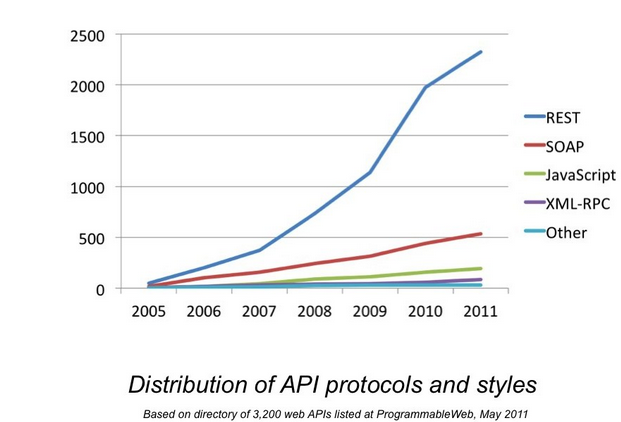 2500
2000
1500
1000
500
0
2005 2006 2007 2008 2009 2010 2011
REST
SOAP
JavaScript
XML-RPC
Other
Distribution of API protocols and styles
Based on directory of 3,200 web APIs listed at ProgrammableWeb, May 2011